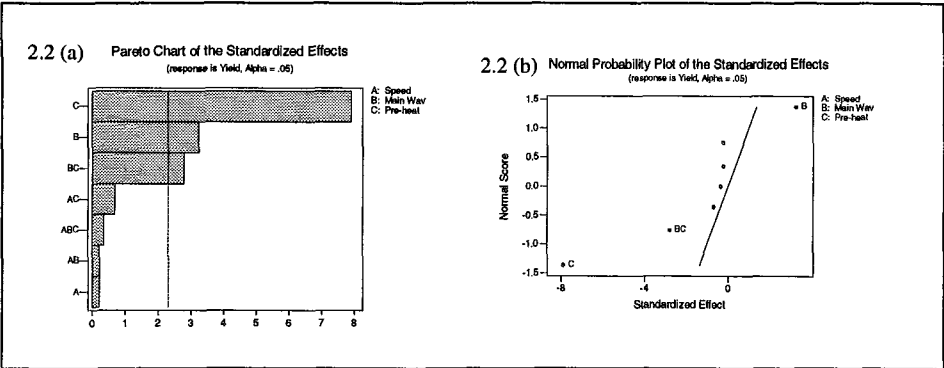 2.2 (a) Pareto Chart of the Standardized Effects
(response is Yield, Alpha = .05)
A: Speed
B: Main Wav
C: Pre-heat
C
B
BC
AC
ABC
AB
A
0 1 2 3 4 5 6 7 8
2.2 (b) Normal Probability Plot of the Standardized Effects
(response is Yield, Alpha = .05)
A: Speed
B: Main Wav
C: Pre-heat
Normal Score
1.5
1.0
0.5
0.0
-0.5
-1.0
-1.5
B
BC
C
-8 -4 0
Standardized Effect